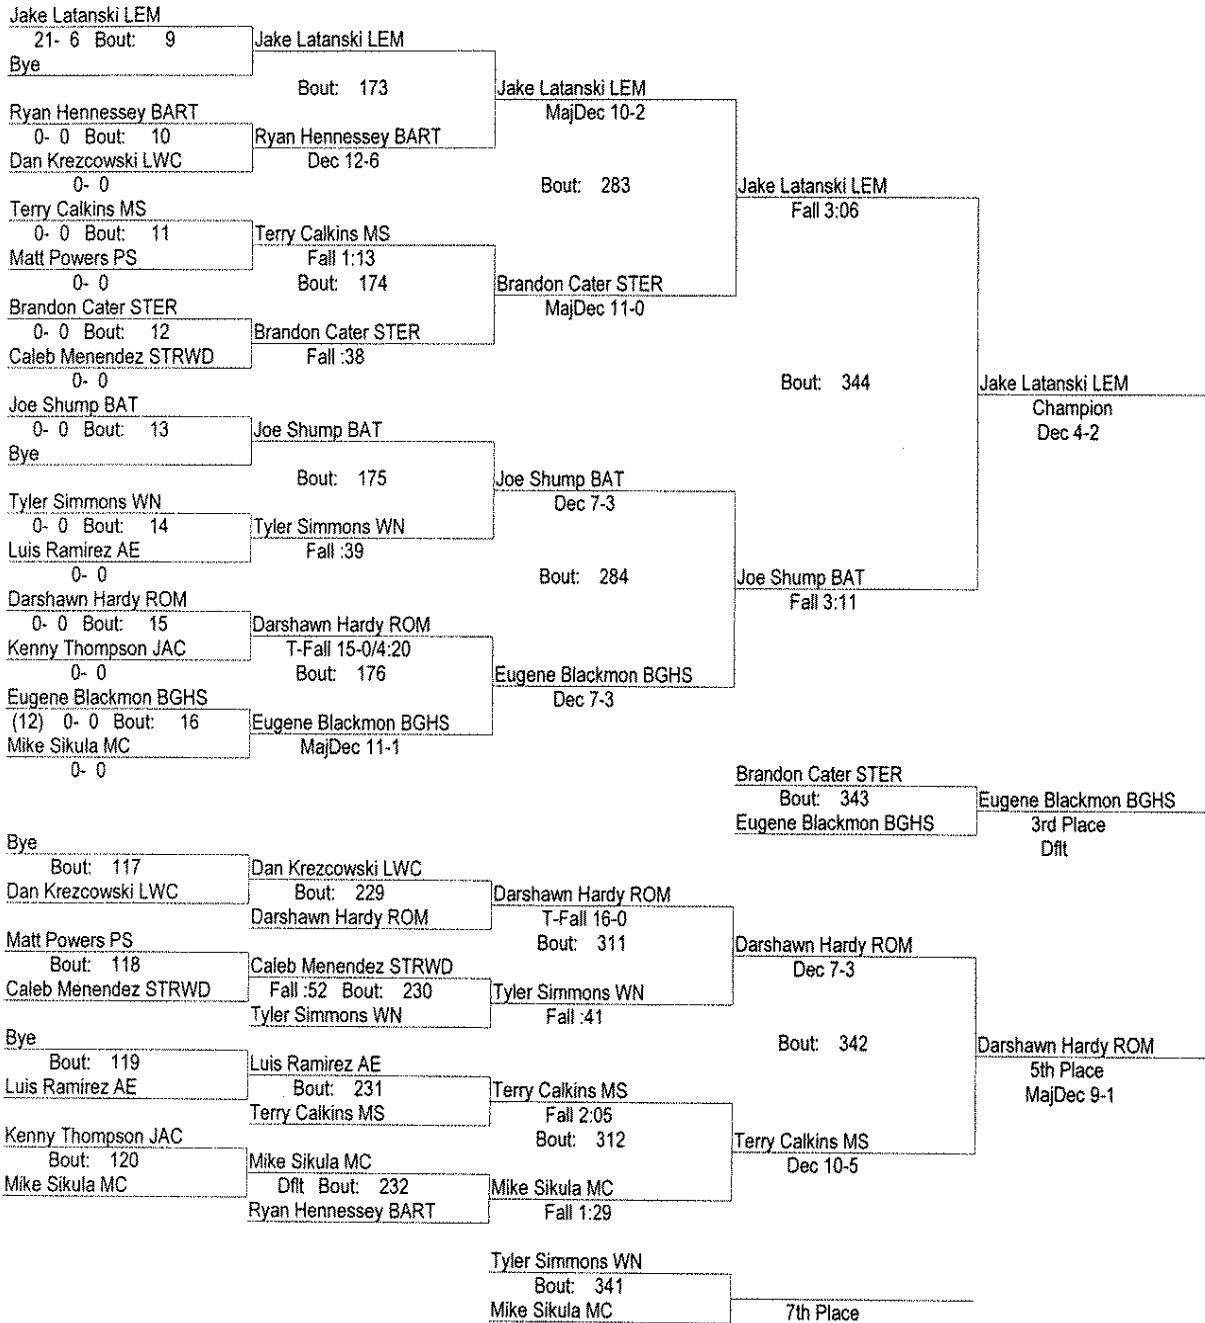 Jake Latanski LEM
21- 6 Bout: 9
Bye
Ryan Hennessey BART
0- 0 Bout: 10
Dan Krezcowski LWC
0- 0
Terry Calkins MS
0- 0 Bout: 11
Matt Powers PS
0- 0
Brandon Cater STER
0- 0 Bout: 12
Caleb Menendez STRWD
0- 0
Joe Shump BAT
0- 0 Bout: 13
Bye
Tyler Simmons WN
0- 0 Bout: 14
Luis Ramirez AE
0- 0
Darshawn Hardy ROM
0- 0 Bout: 15
Kenny Thompson JAC
0- 0
Eugene Blackmon BGHS
(12) 0- 0 Bout: 16
Mike Sikula MC
0- 0
Jake Latanski LEM
Bout: 173
Ryan Hennessey BART
Dec 12-6
Terry Calkins MS
Fall 1:13
Bout: 174
Brandon Cater STER
Fall :38
Joe Shump BAT
Bout: 175
Tyler Simmons WN
Fall :39
Darshawn Hardy ROM
T-Fall 15-0/4:20
Bout: 176
Eugene Blackmon BGHS
MajDec 11-1
Jake Latanski LEM
MajDec 10-2
Bout: 283
Brandon Cater STER
MajDec 11-0
Joe Shump BAT
Dec 7-3
Bout: 284
Eugene Blackmon BGHS
Dec 7-3
Jake Latanski LEM
Fall 3:06
Bout: 344
Joe Shump BAT
Fall 3:11
Jake Latanski LEM
Champion
Dec 4-2
Brandon Cater STER
Bout: 343
Eugene Blackmon BGHS
Eugene Blackmon BGHS
3rd Place
Dflt
Bye
Bout: 117
Dan Krezcowski LWC
Matt Powers PS
Bout: 118
Caleb Menendez STRWD
Bye
Bout: 119
Luis Ramirez AE
Kenny Thompson JAC
Bout: 120
Mike Sikula MC
Dan Krezcowski LWC
Bout: 229
Darshawn Hardy ROM
Caleb Menendez STRWD
Fall :52 Bout: 230
Tyler Simmons WN
Luis Ramirez AE
Bout: 231
Terry Calkins MS
Mike Sikula MC
Dflt Bout: 232
Ryan Hennessey BART
Darshawn Hardy ROM
T-Fall 16-0
Bout: 311
Tyler Simmons WN
Fall :41
Terry Calkins MS
Fall 2:05
Bout: 312
Mike Sikula MC
Fall 1:29
Darshawn Hardy ROM
Dec 7-3
Bout: 342
Terry Calkins MS
Dec 10-5
Darshawn Hardy ROM
5th Place
MajDec 9-1
Tyler Simmons WN
Bout: 341
Mike Sikula MC
7th Place